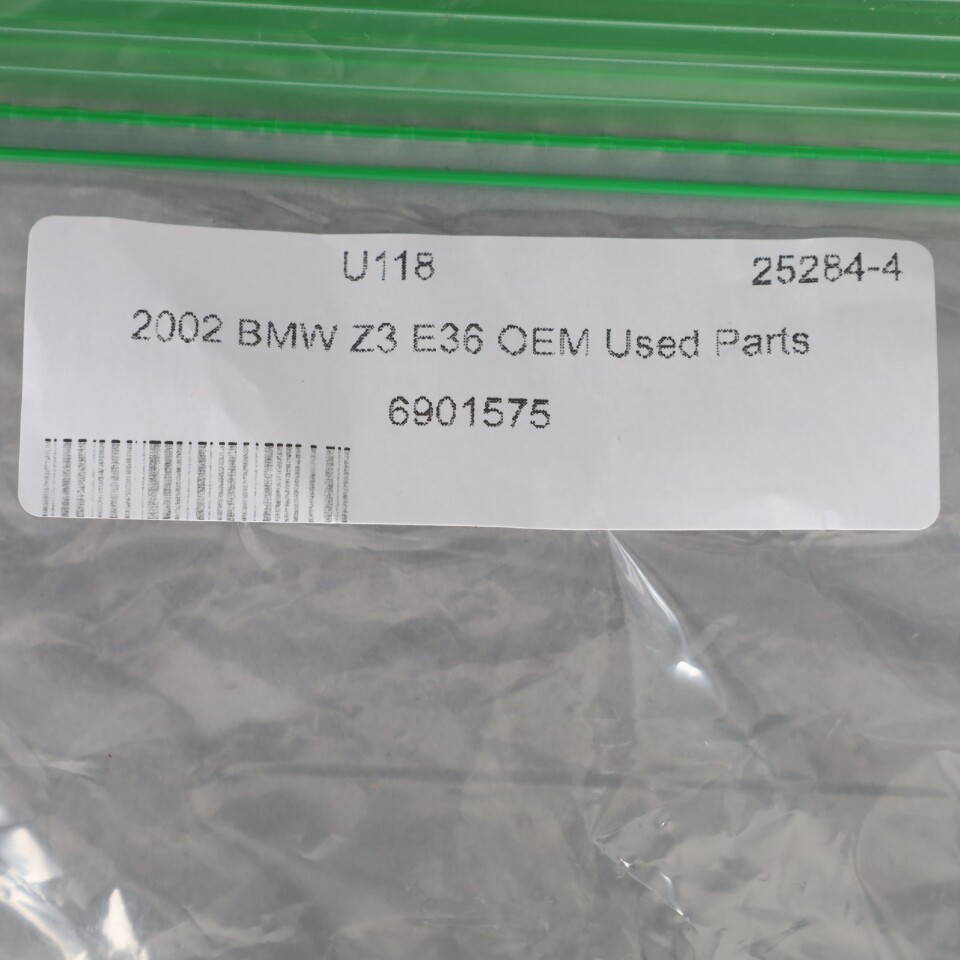 U118 25284-4
2002 BMW Z3 E36 OEM Used Parts
6901575